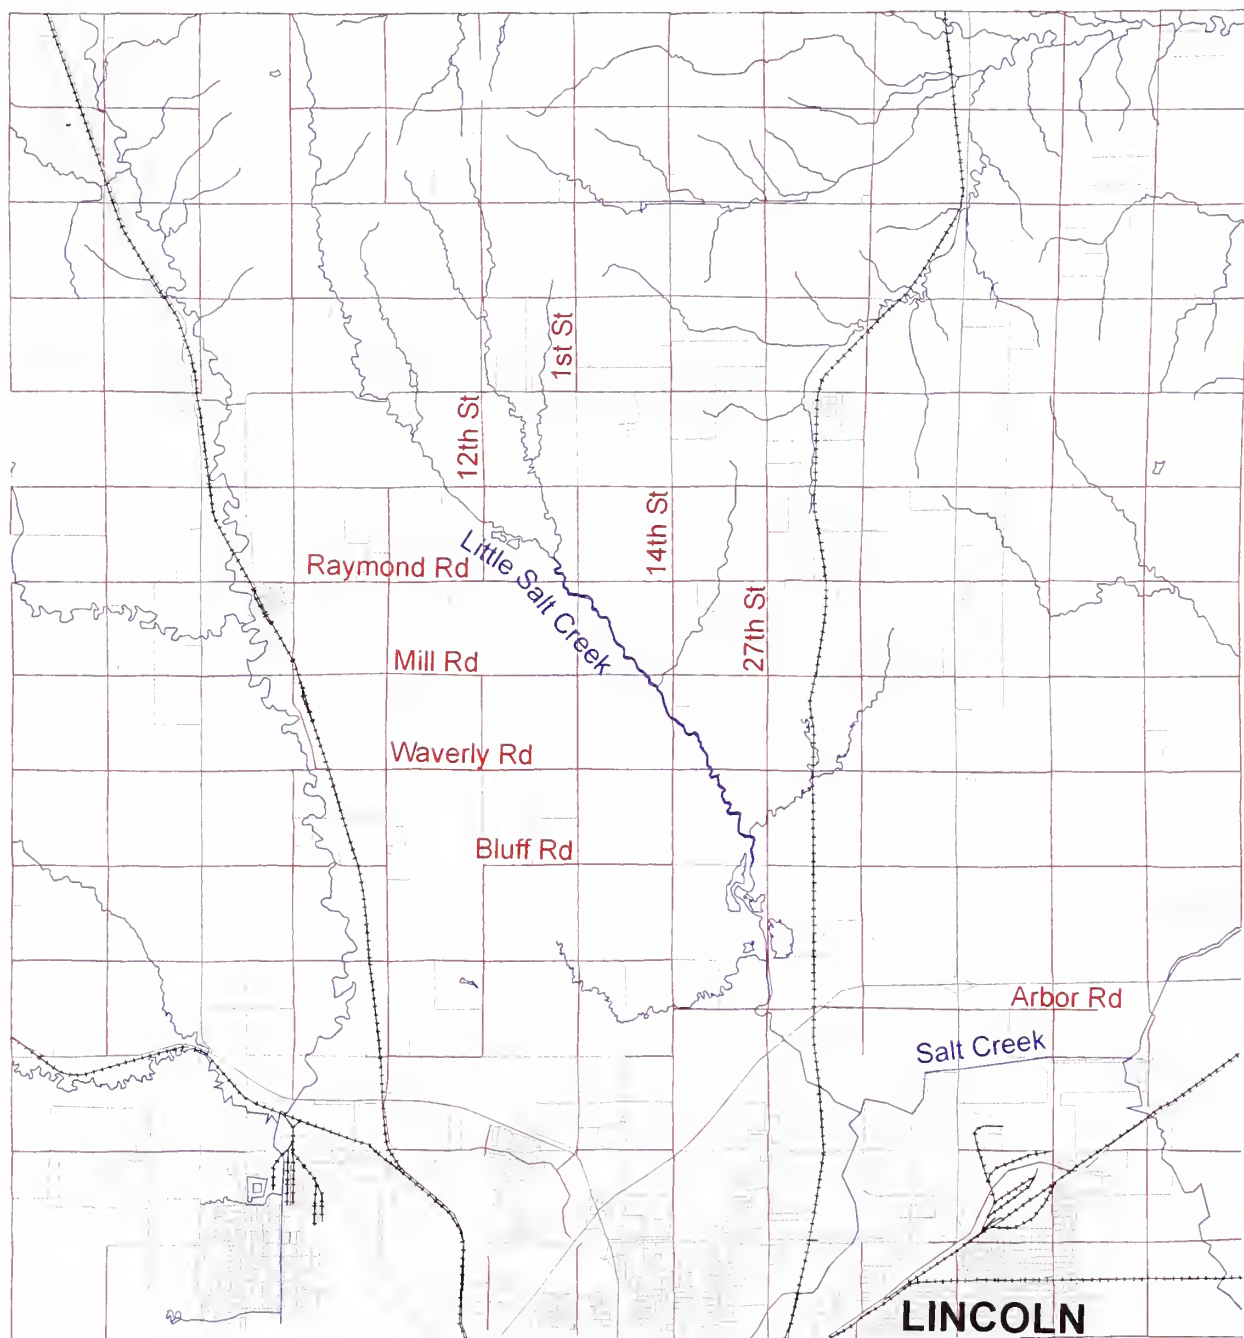 1st St
12th St
14th St
Raymond Rd
Little Salt Creek
27th St
Mill Rd
Waverly Rd
Bluff Rd
Arbor Rd
Salt Creek
LINCOLN